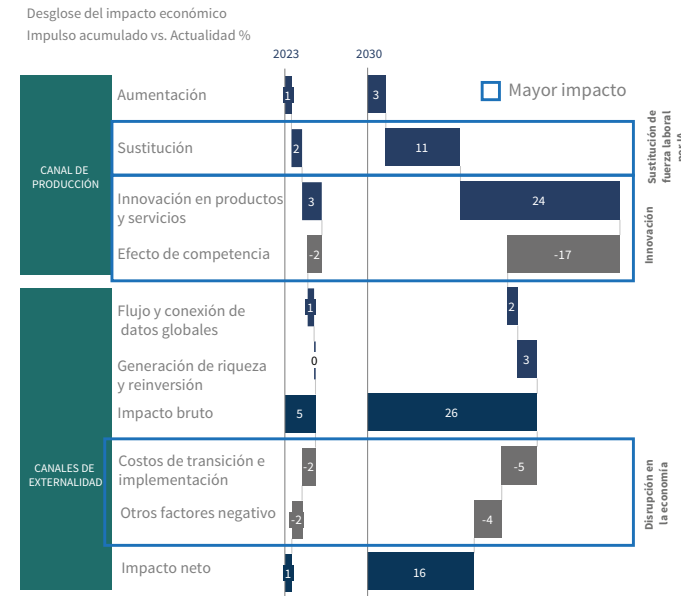 Desglose del impacto económico
Impulso acumulado vs. Actualidad %
2023
2030
Mayor impacto
CANAL DE
PRODUCCIÓN
Aumentación
1
3
Sustitución
2
11
Sustitución de
fuerza laboral
Innovación en productos
y servicios
3
24
Efecto de competencia
-2
-17
Innovación
CANALES DE
EXTERNALIDAD
Flujo y conexión de
datos globales
1
2
Generación de riqueza
y reinversión
0
3
Impacto bruto
5
26
Costos de transición e
implementación
-2
-5
Otros factores negativo
-2
-4
Disrupción en
la economía
Impacto neto
1
16